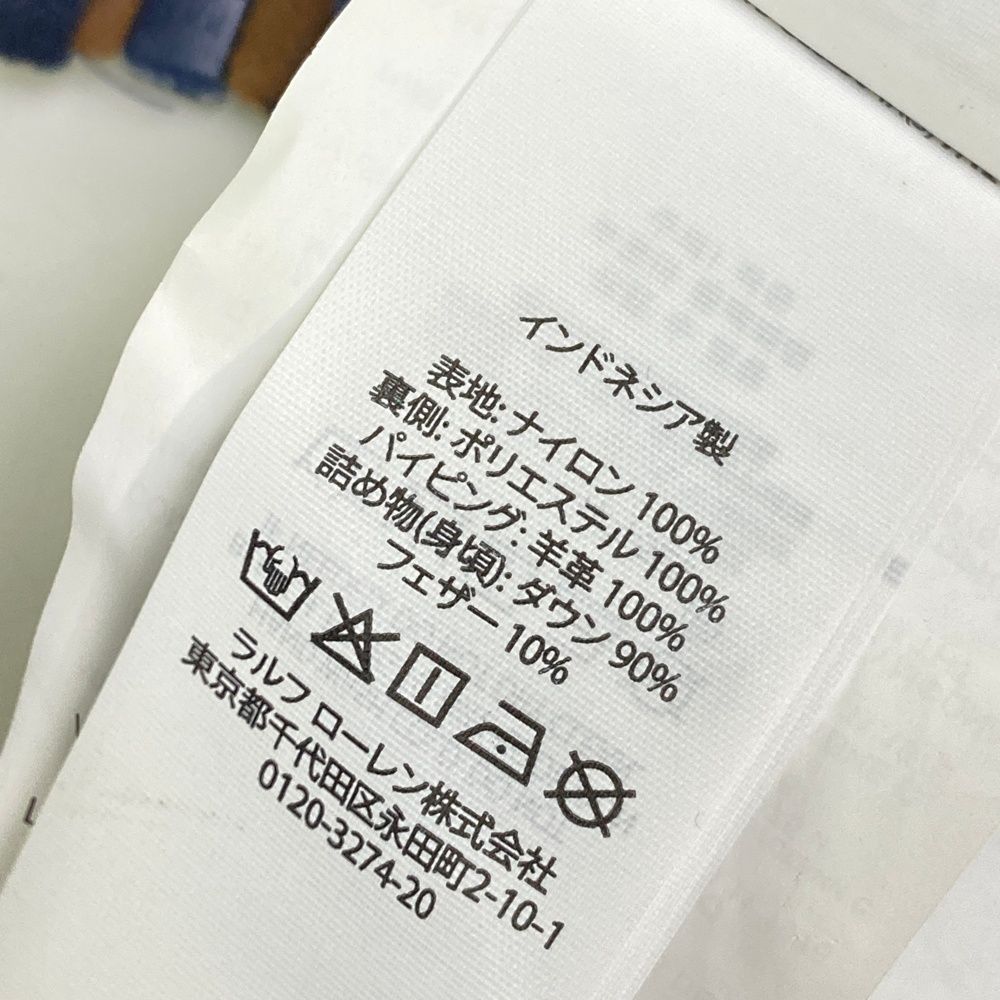 インドネシア製
表地: ナイロン 100%
裏側: ポリエステル 100%
パイピング: 羊革 100%
詰め物(身頃): ダウン 90%
フェザー 10%
ラルフ ローレン株式会社
東京都千代田区永田町2-10-1
0120-3274-20